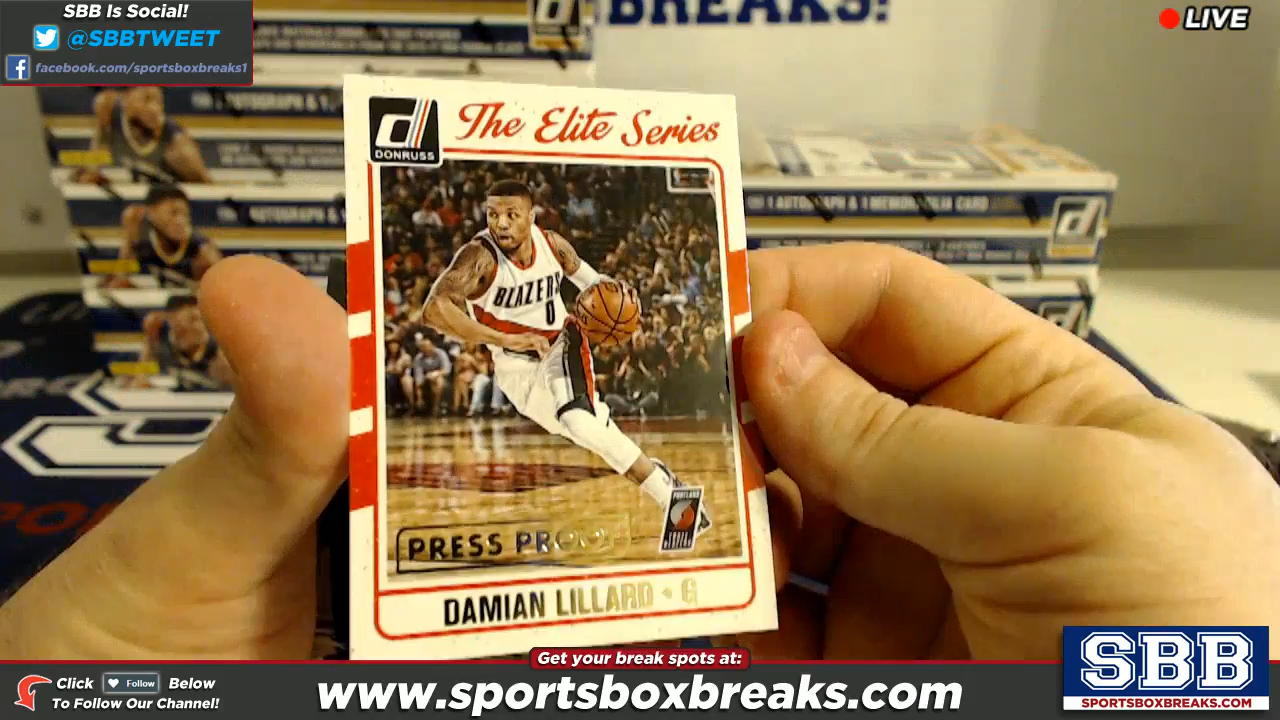 SBB Is Social!
@SBBTWEET
facebook.com/sportsboxbreaks1
BREAKS!
LIVE
DONRUSS
The Elite Series
BLAZERS
0
PRESS PROOF
PORTLAND
DAMIAN LILLARD • G
1 AUTOGRAPH & 1 MEMORABILIA CARD
Get your break spots at:
Click Follow Below
To Follow Our Channel!
www.sportsboxbreaks.com
SBB
SPORTSBOXBREAKS.COM